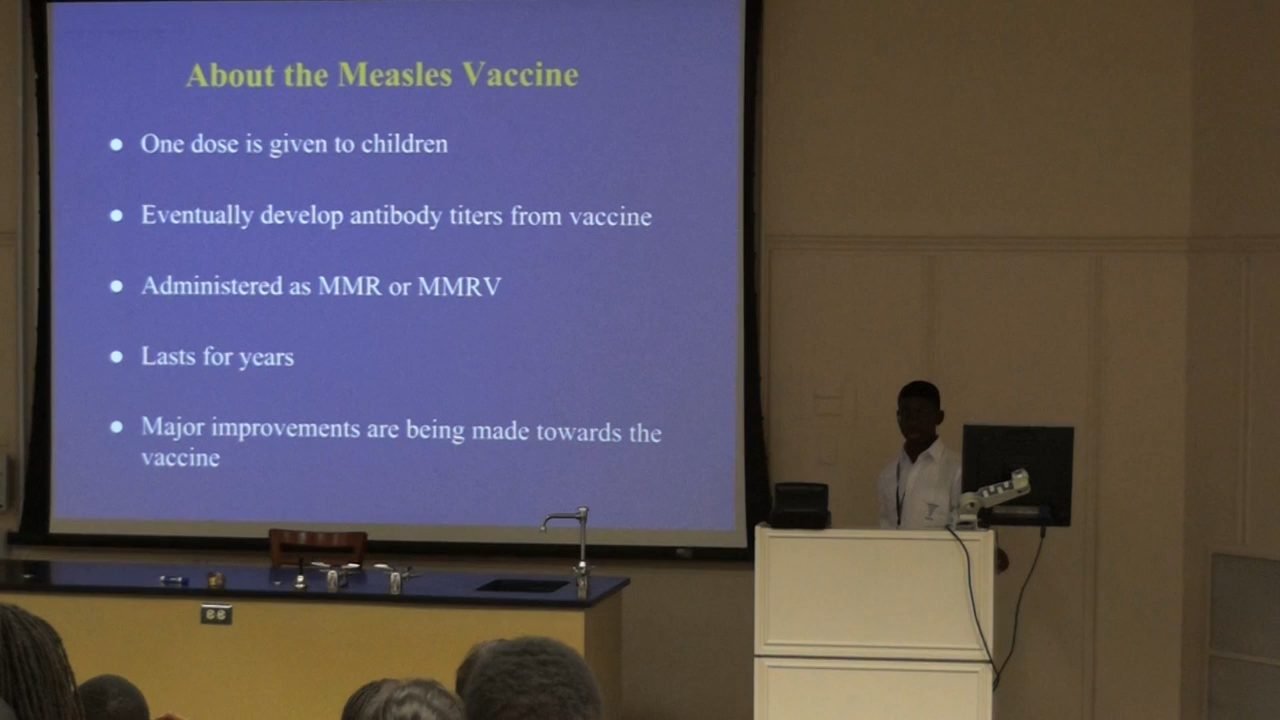 About the Measles Vaccine
● One dose is given to children
● Eventually develop antibody titers from vaccine
● Administered as MMR or MMRV
● Lasts for years
● Major improvements are being made towards the
vaccine